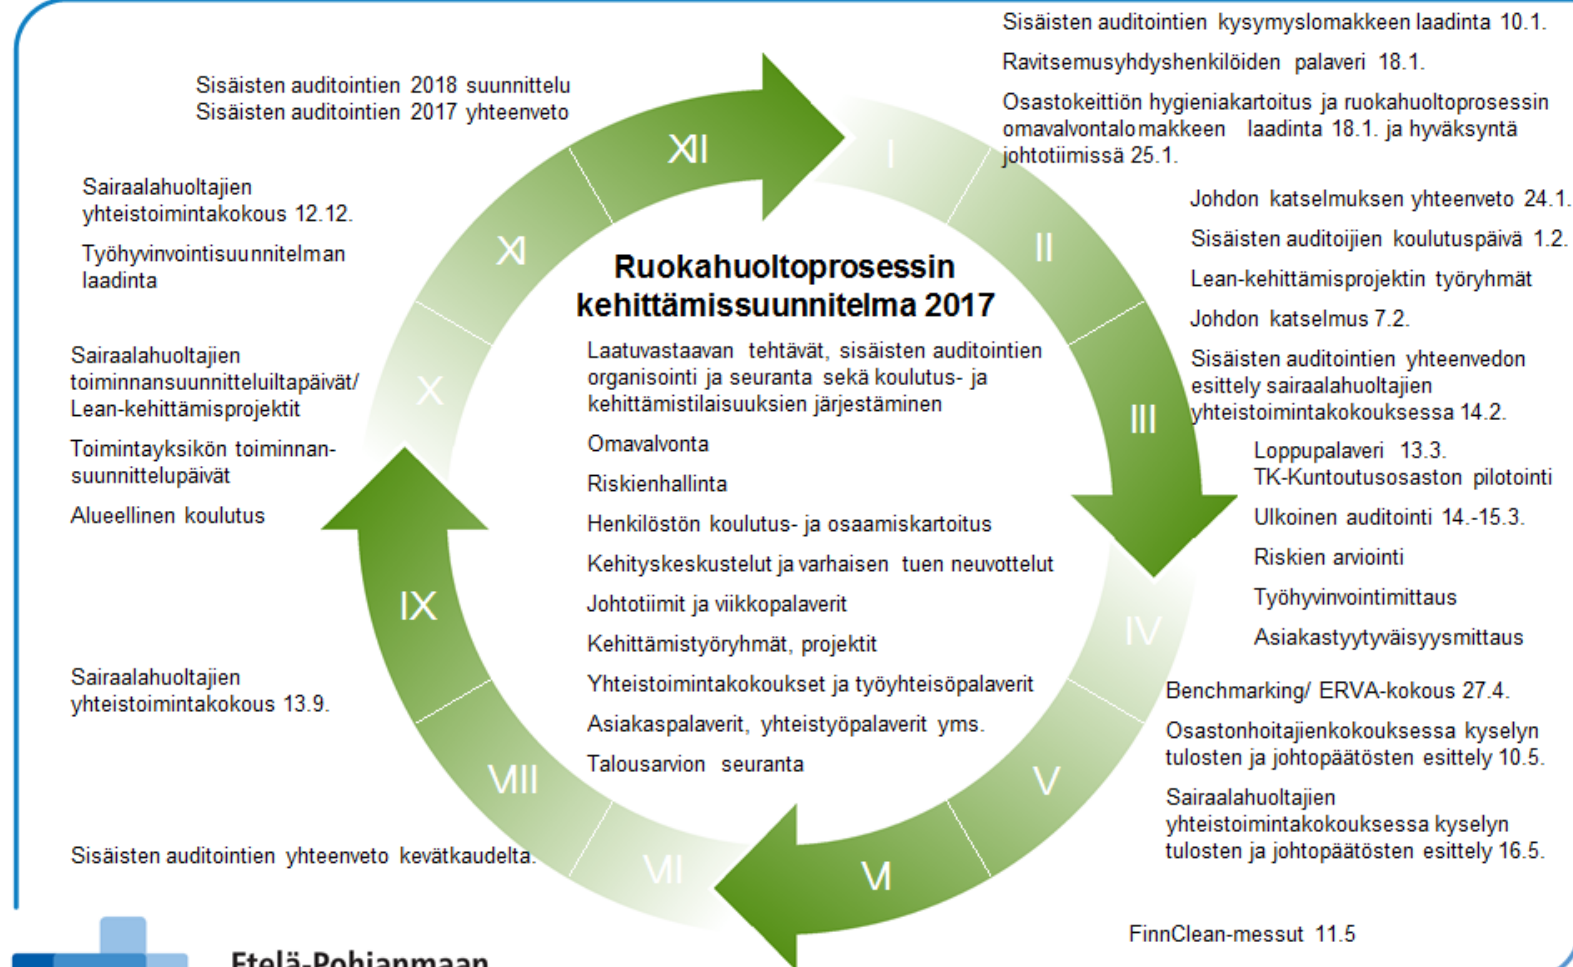 Sisäisten auditointien kysymyslomakkeen laadinta 10.1.
Ravitsemusyhdyshenkilöiden palaveri 18.1.
Osastokeittiön hygieniakartoitus ja ruokahuoltoprosessin
omavalvontalomakkeen laadinta 18.1. ja hyväksyntä
johtotiimissä 25.1.
Johdon katselmuksen yhteenveto 24.1.
Sisäisten auditoijien koulutuspäivä 1.2.
Lean-kehittämisprojektin työryhmät
Johdon katselmus 7.2.
Sisäisten auditointien yhteenvedon
esittely sairaalahuoltajien
yhteistoimintakokouksessa 14.2.
Loppupalaveri 13.3.
TK-Kuntoutusosaston pilotointi
Ulkoinen auditointi 14.-15.3.
Riskien arviointi
Työhyvinvointimittaus
Asiakastyytyväisyysmittaus
Benchmarking/ ERVA-kokous 27.4.
Osastonhoitajienkokouksessa kyselyn
tulosten ja johtopäätösten esittely 10.5.
Sairaalahuoltajien
yhteistoimintakokouksessa kyselyn
tulosten ja johtopäätösten esittely 16.5.
FinnClean-messut 11.5
Sisäisten auditointien yhteenveto kevätkaudelta.
Sairaalahuoltajien
yhteistoimintakokous 13.9.
Sairaalahuoltajien
toiminnansuunnitteluiltapäivät/
Lean-kehittämisprojektit
Toimintayksikön toiminnan-
suunnittelupäivät
Alueellinen koulutus
Sairaalahuoltajien
yhteistoimintakokous 12.12.
Työhyvinvointisuunnitelman
laadinta
Sisäisten auditointien 2018 suunnittelu
Sisäisten auditointien 2017 yhteenveto
I
II
III
IV
V
VI
VII
VIII
IX
X
XI
XII
Ruokahuoltoprosessin
kehittämissuunnitelma 2017
Laatuvastaavan tehtävät, sisäisten auditointien
organisointi ja seuranta sekä koulutus- ja
kehittämistilaisuuksien järjestäminen
Omavalvonta
Riskienhallinta
Henkilöstön koulutus- ja osaamiskartoitus
Kehityskeskustelut ja varhaisen tuen neuvottelut
Johtotiimit ja viikkopalaverit
Kehittämistyöryhmät, projektit
Yhteistoimintakokoukset ja työyhteisöpalaverit
Asiakaspalaverit, yhteistyöpalaverit yms.
Talousarvion seuranta
Etelä-Pohjanmaan